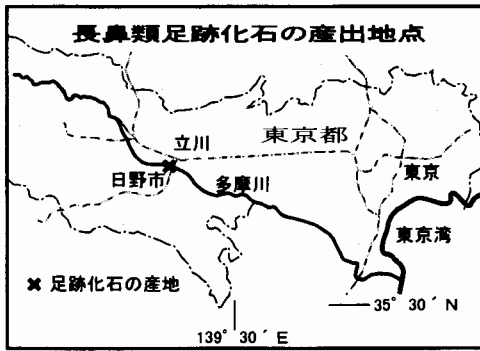 長鼻類足跡化石の産出地点
立川
東京都
日野市
多摩川
東京
東京湾
✖ 足跡化石の産地
35° 30′ N
139° 30′ E